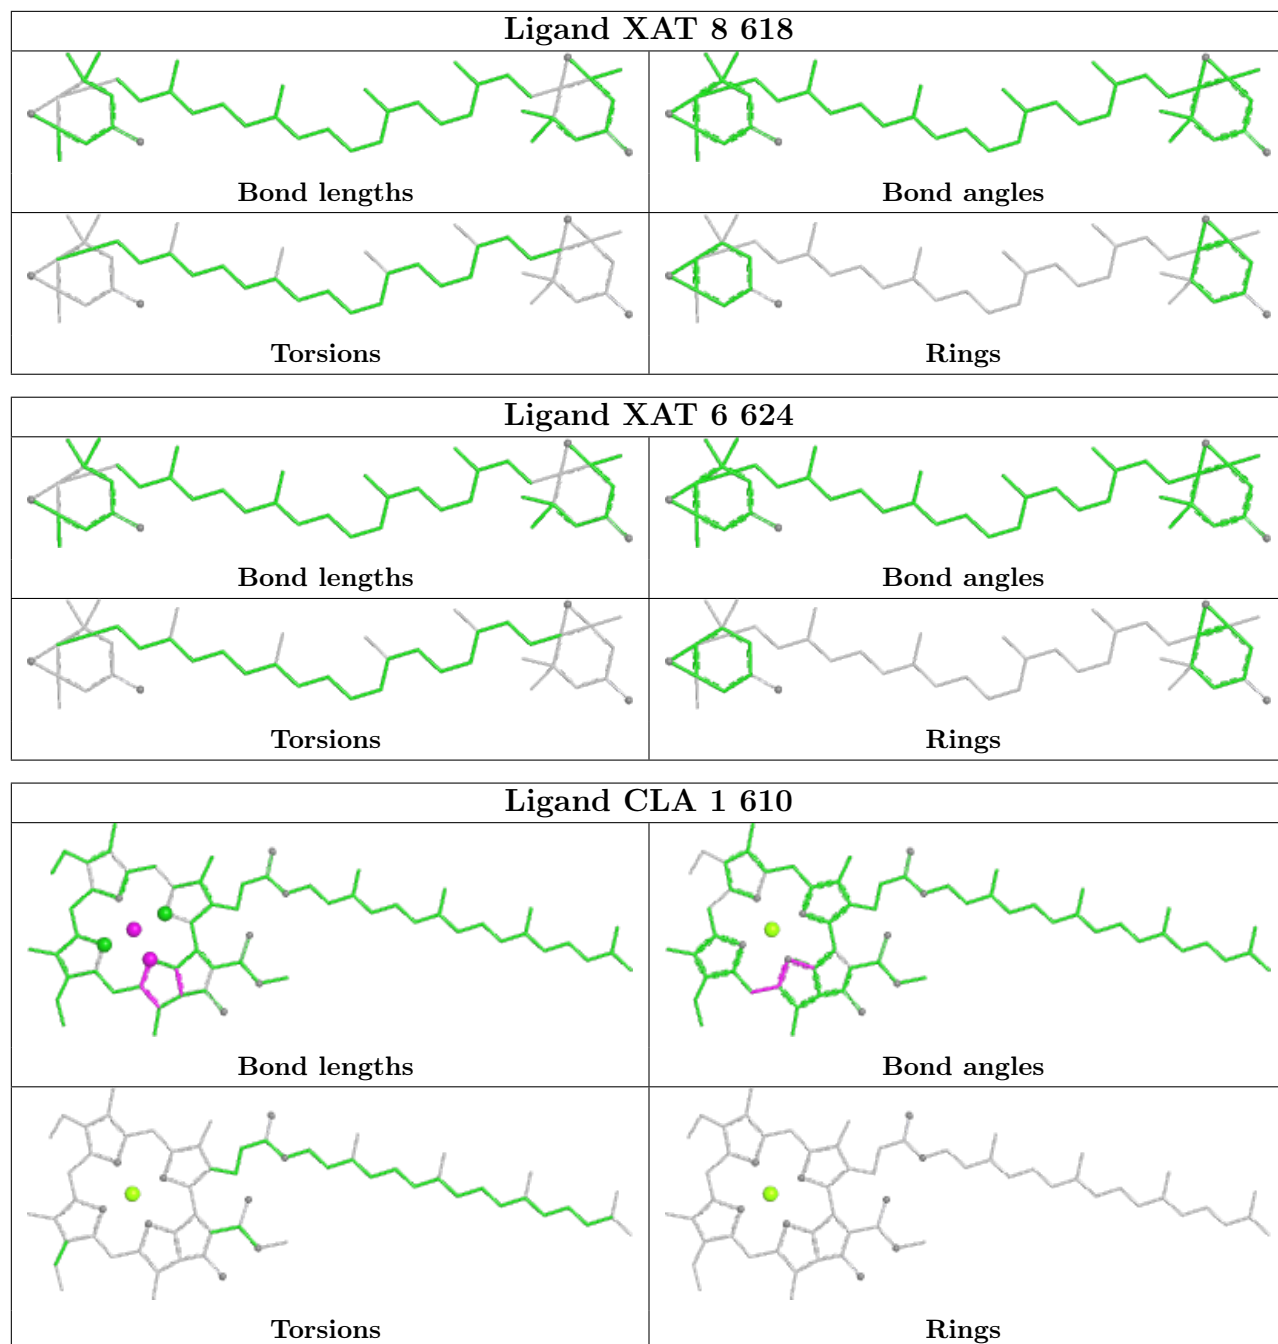 Ligand XAT 8 618
Bond lengths
Bond angles
Torsions
Rings
Ligand XAT 6 624
Bond lengths
Bond angles
Torsions
Rings
Ligand CLA 1 610
Bond lengths
Bond angles
Torsions
Rings